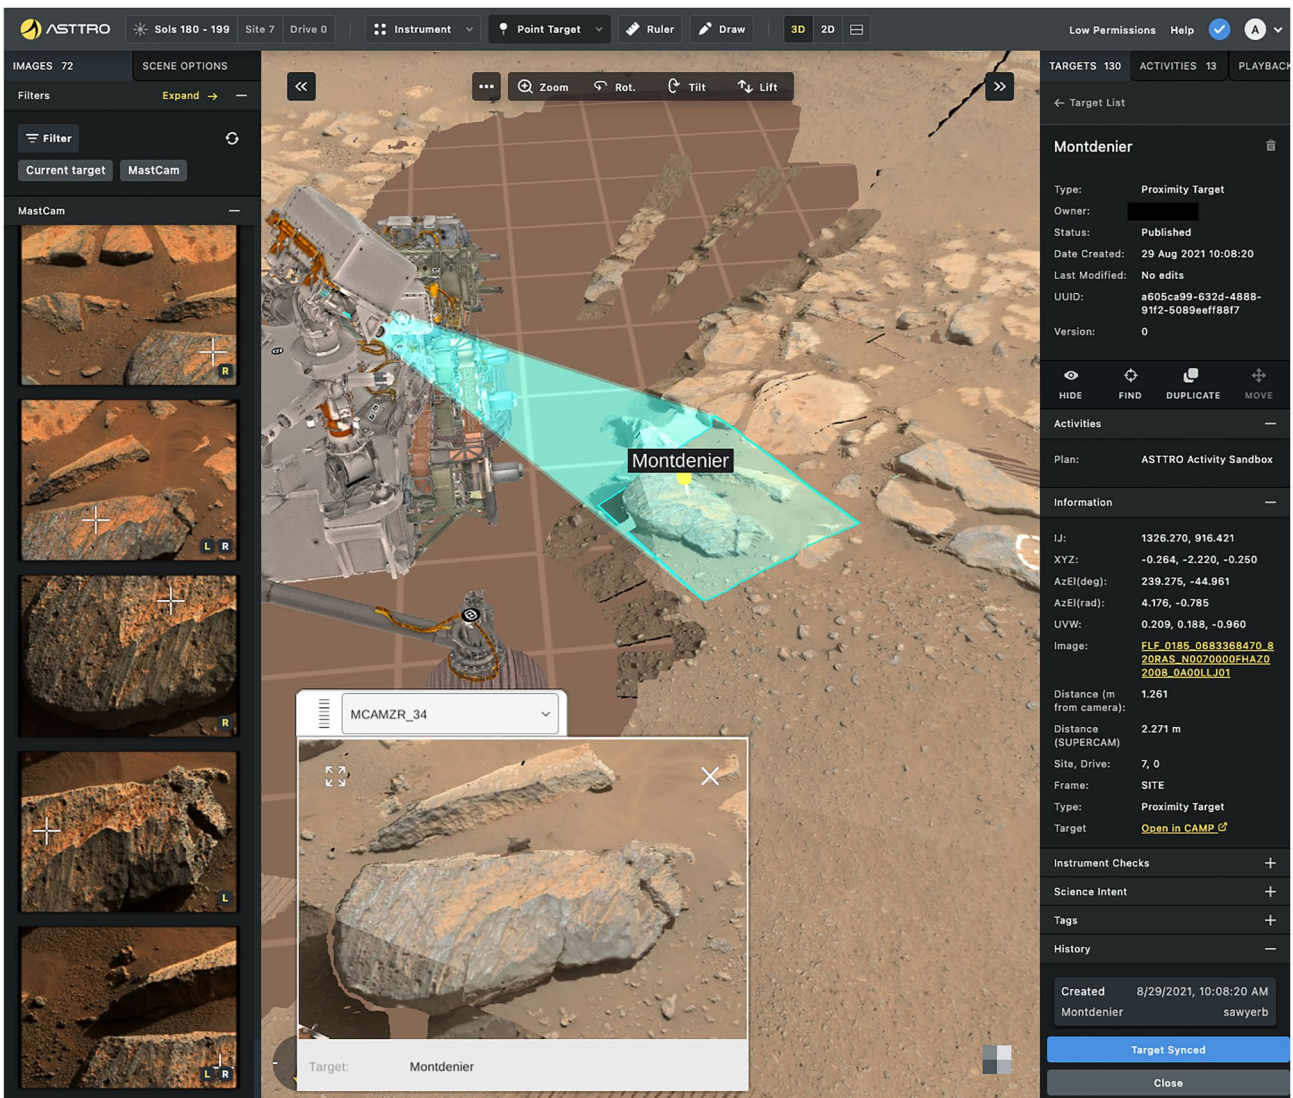 ASTTRO
Sols 180 - 199 Site 7 Drive 0
Instrument
Point Target
Ruler
Draw
3D 2D
Low Permissions Help A
IMAGES 72
SCENE OPTIONS
Filters Expand →
Filter
Current target MastCam
MastCam
R
L R
R
L
L R
••• Zoom Rot. Tilt Lift
Montdenier
MCAMZR_34
Target: Montdenier
TARGETS 130 ACTIVITIES 13 PLAYBACK
← Target List
Montdenier
Type: Proximity Target
Owner:
Status: Published
Date Created: 29 Aug 2021 10:08:20
Last Modified: No edits
UUID: a605ca99-632d-4888-
91f2-5089eeff88f7
Version: 0
HIDE FIND DUPLICATE MOVE
Activities
Plan: ASTTRO Activity Sandbox
Information
IJ: 1326.270, 916.421
XYZ: -0.264, -2.220, -0.250
AzEl(deg): 239.275, -44.961
AzEl(rad): 4.176, -0.785
UVW: 0.209, 0.188, -0.960
Image: FLF_0185_0683368470_8
20RAS_N0070000FHAZ0
2008_0A00LLJ01
Distance (m 1.261
from camera):
Distance 2.271 m
(SUPERCAM)
Site, Drive: 7, 0
Frame: SITE
Type: Proximity Target
Target Open in CAMP
Instrument Checks
Science Intent
Tags
History
Created 8/29/2021, 10:08:20 AM
Montdenier sawyerb
Target Synced
Close